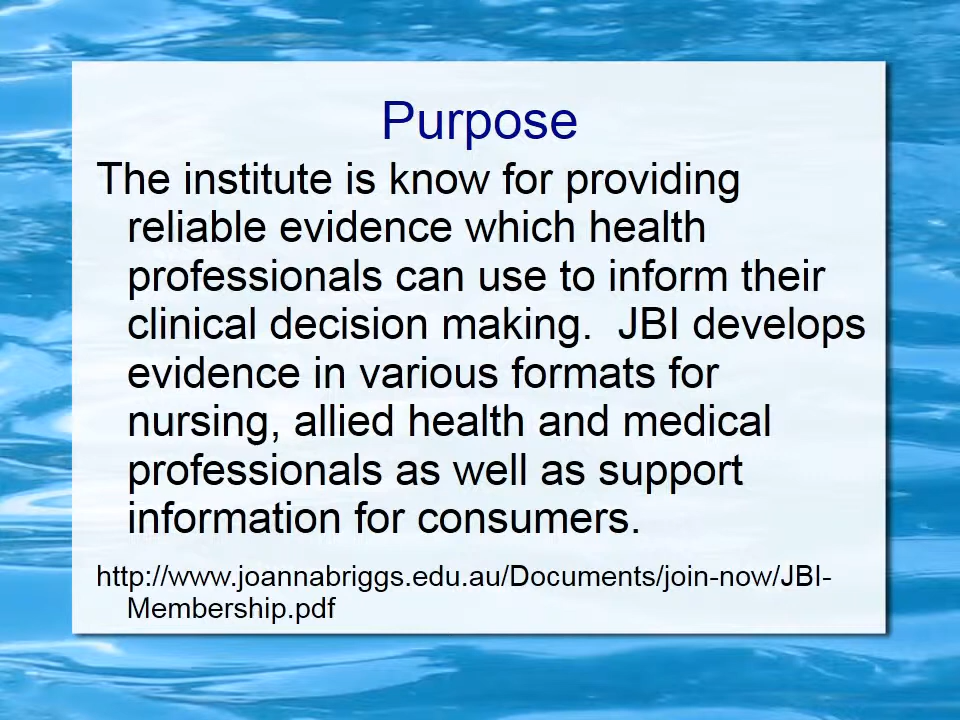 Purpose
The institute is know for providing
reliable evidence which health
professionals can use to inform their
clinical decision making.  JBI develops
evidence in various formats for
nursing, allied health and medical
professionals as well as support
information for consumers.
http://www.joannabriggs.edu.au/Documents/join-now/JBI-
Membership.pdf